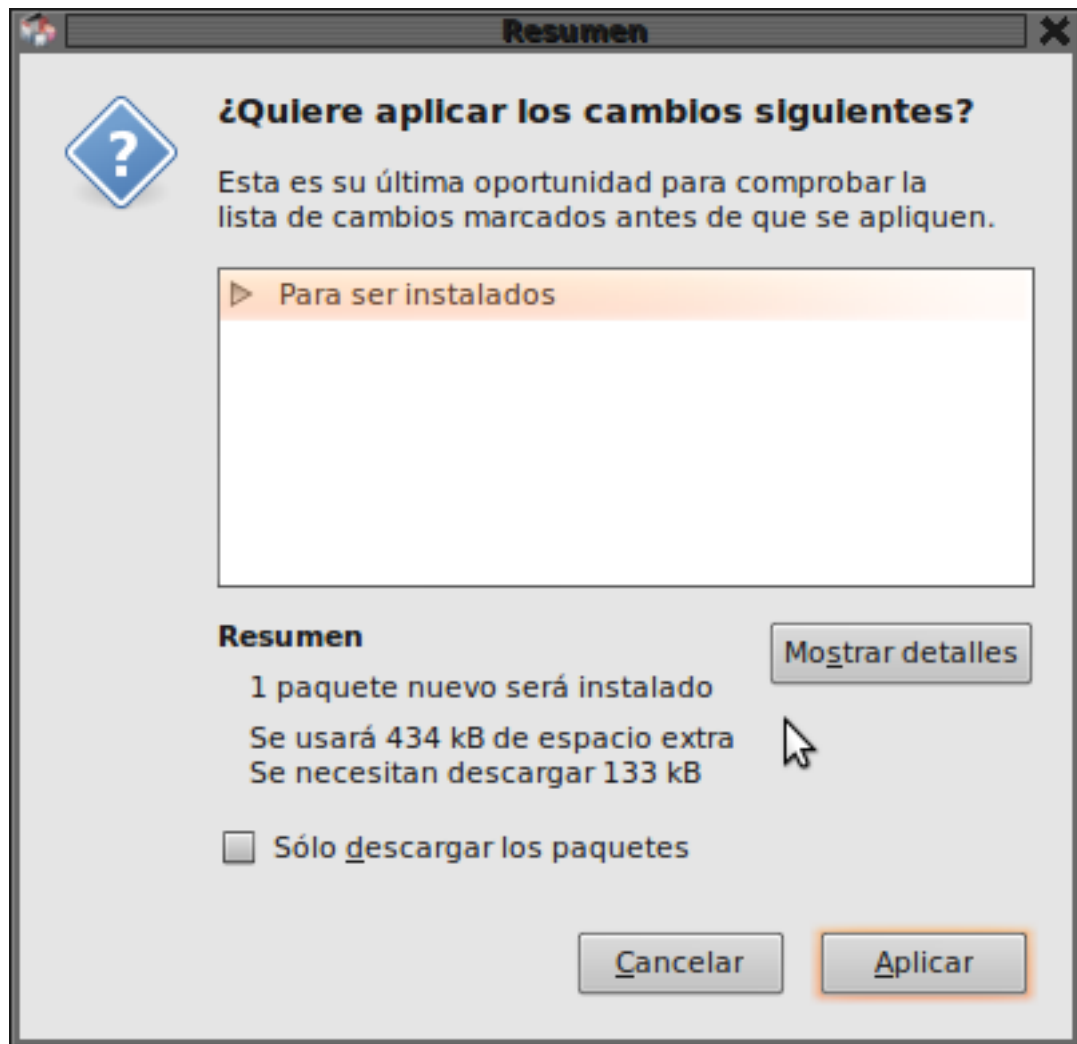 Resumen
¿Quiere aplicar los cambios siguientes?
Esta es su última oportunidad para comprobar la
lista de cambios marcados antes de que se apliquen.
Para ser instalados
Resumen
Mostrar detalles
1 paquete nuevo será instalado
Se usará 434 kB de espacio extra
Se necesitan descargar 133 kB
Sólo descargar los paquetes
Cancelar
Aplicar